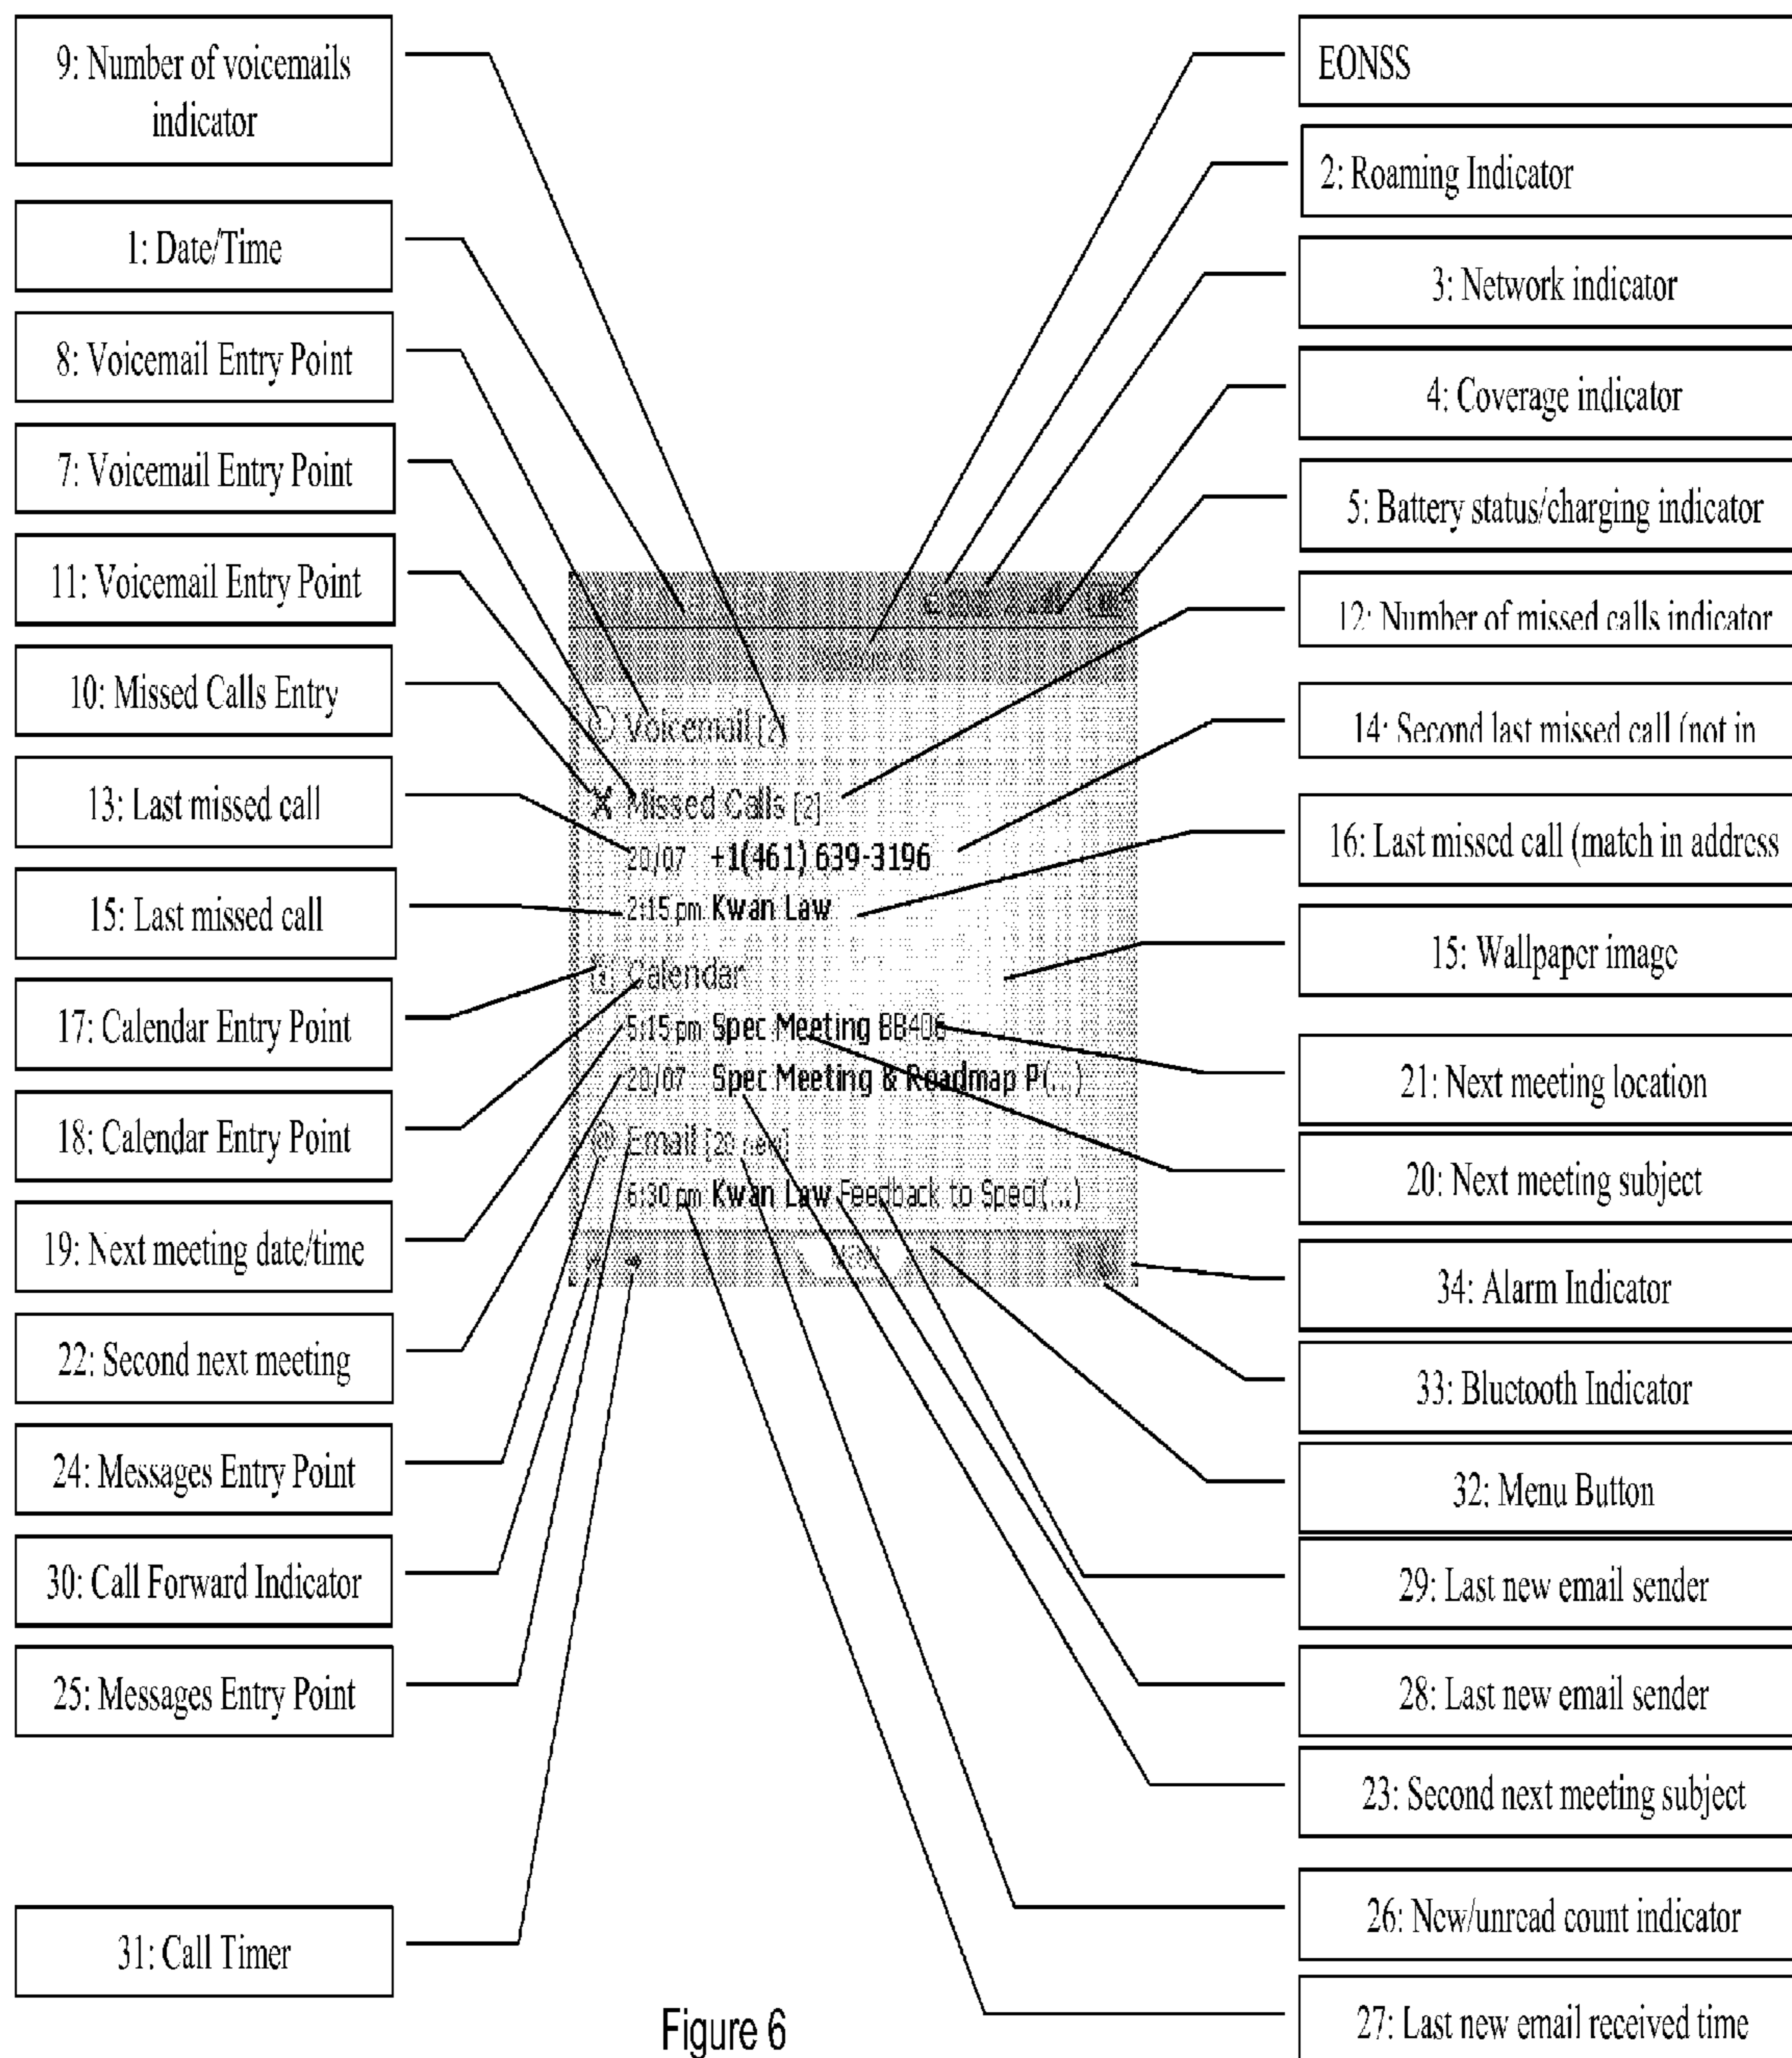 9: Number of voicemails
indicator
1: Date/Time
8: Voicemail Entry Point
7: Voicemail Entry Point
11: Voicemail Entry Point
10: Missed Calls Entry
13: Last missed call
15: Last missed call
17: Calendar Entry Point
18: Calendar Entry Point
19: Next meeting date/time
22: Second next meeting
24: Messages Entry Point
30: Call Forward Indicator
25: Messages Entry Point
31: Call Timer
Voicemail [2]
Missed Calls [2]
20/07 +1(461) 639-3196
2:15 pm Kwan Law
Calendar
5:15 pm Spec Meeting BB406
20/07 Spec Meeting & Roadmap P(...)
Email [20 new]
6:30 pm Kwan Law Feedback to Speci(...)
MENU
EONSS
2: Roaming Indicator
3: Network indicator
4: Coverage indicator
5: Battery status/charging indicator
12: Number of missed calls indicator
14: Second last missed call (not in
16: Last missed call (match in address
15: Wallpaper image
21: Next meeting location
20: Next meeting subject
34: Alarm Indicator
33: Bluetooth Indicator
32: Menu Button
29: Last new email sender
28: Last new email sender
23: Second next meeting subject
26: New/unread count indicator
27: Last new email received time
Figure 6